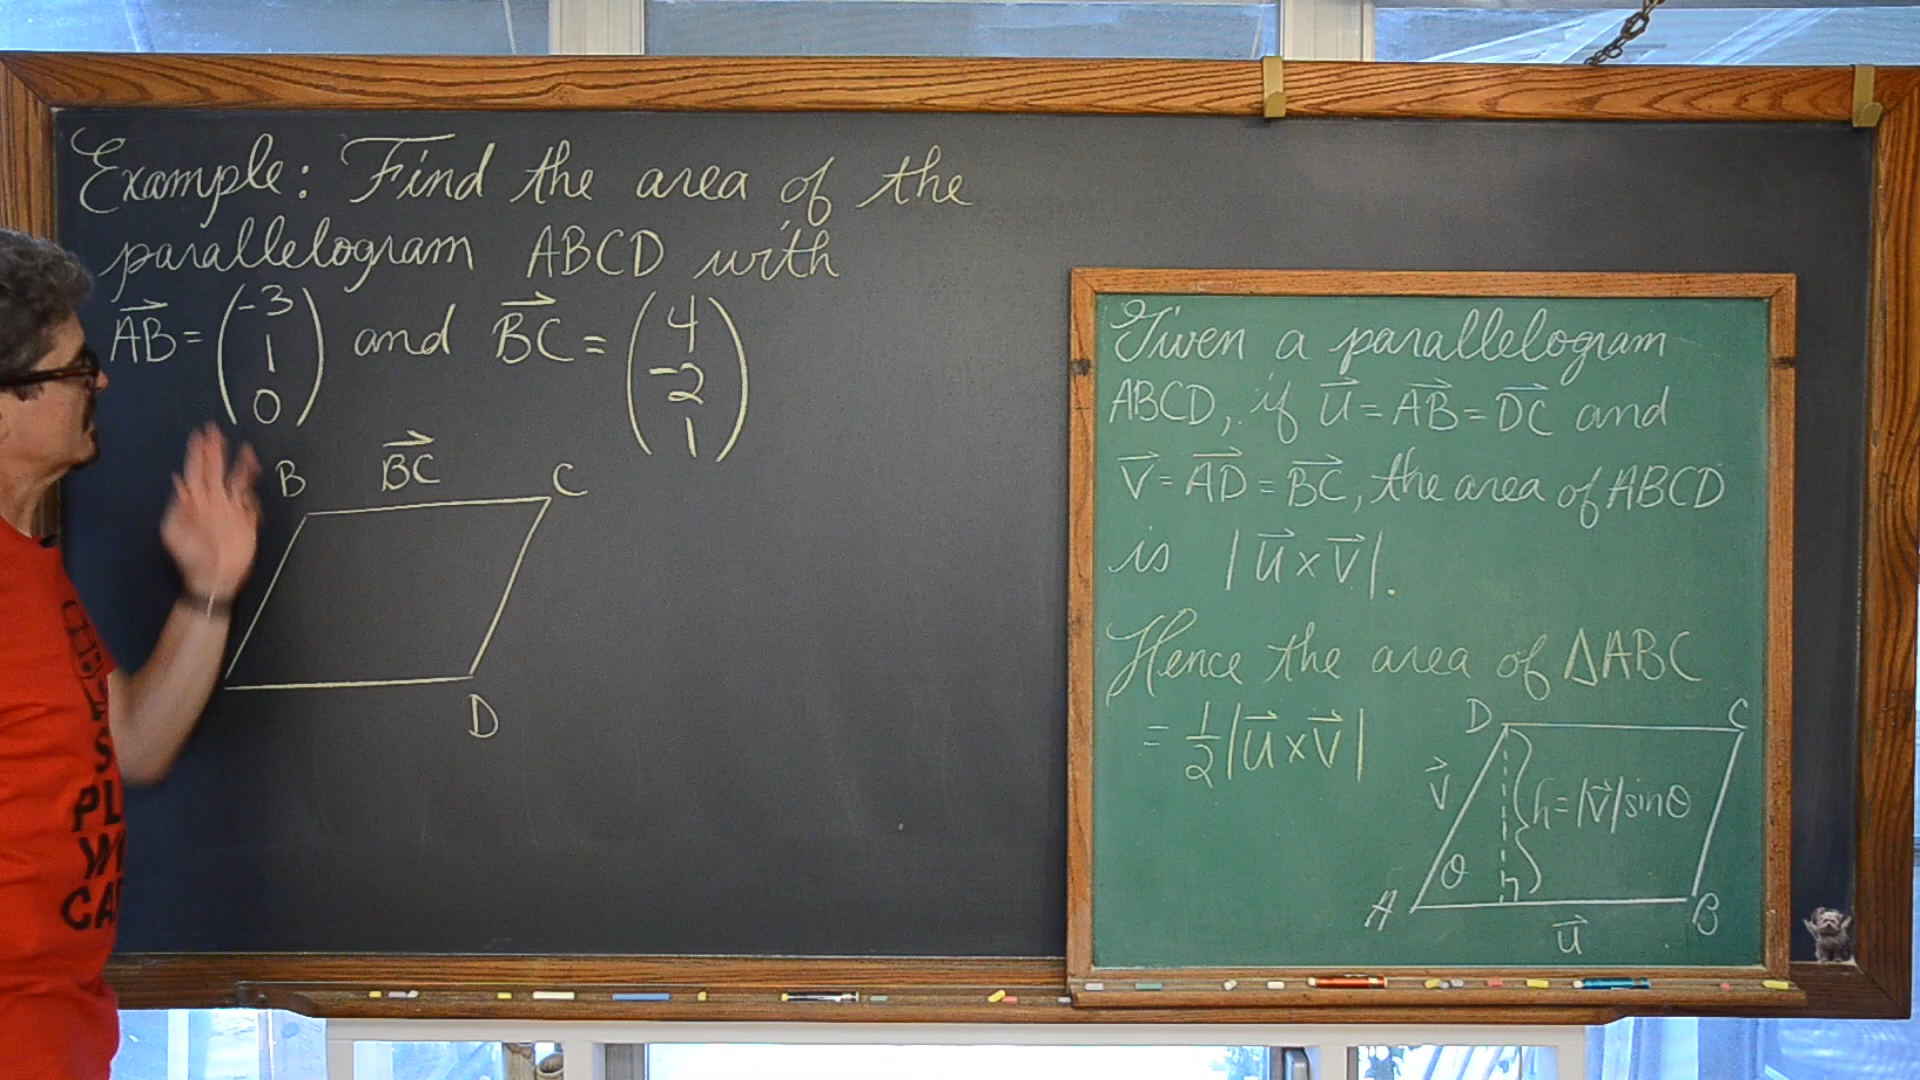 Example: Find the area of the
parallelogram ABCD with
AB⃗ = (-3 1 0) and BC⃗ = (4 -2 1)
B BC⃗ C
D
Given a parallelogram
ABCD, if u⃗ = AB⃗ = DC⃗ and
v⃗ = AD⃗ = BC⃗, the area of ABCD
is |u⃗ × v⃗|.
Hence the area of ΔABC
= 1/2 |u⃗ × v⃗|
D C
v⃗ h = |v⃗| sin θ
θ
A B
u⃗
S
PL
CA